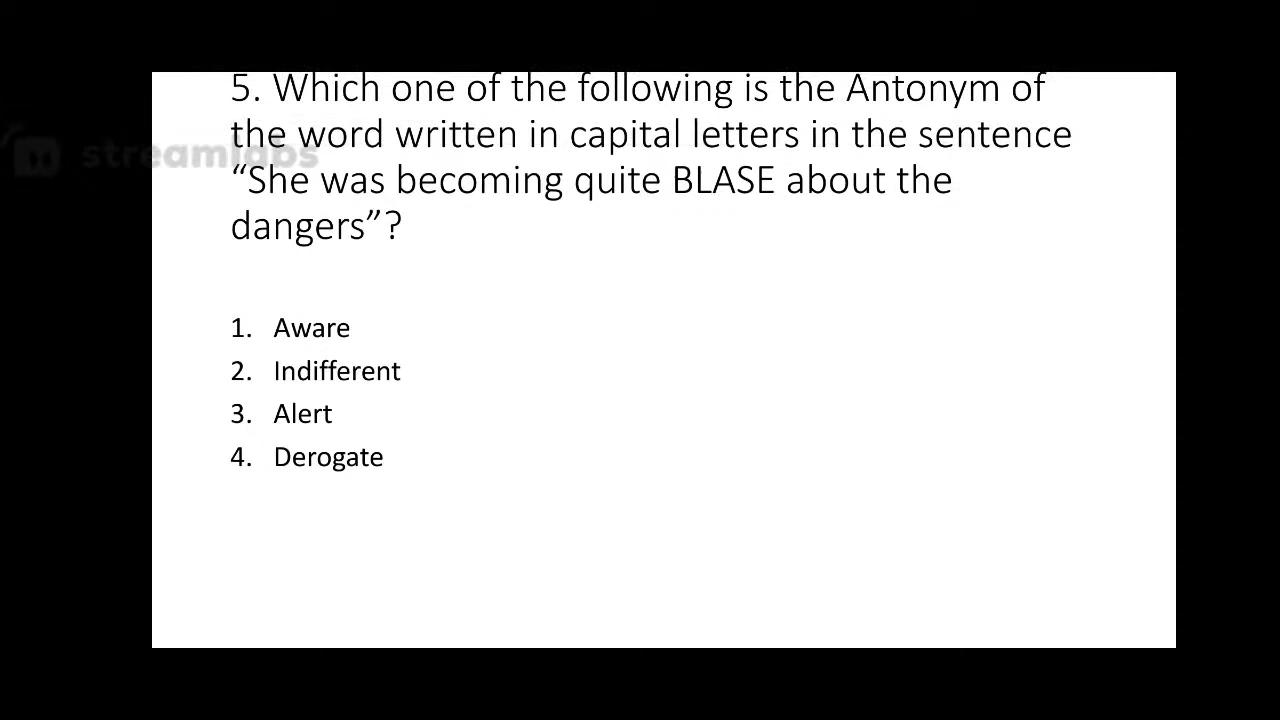 5. Which one of the following is the Antonym of
the word written in capital letters in the sentence
streamlabs
“She was becoming quite BLASE about the
dangers”?
1. Aware
2. Indifferent
3. Alert
4. Derogate